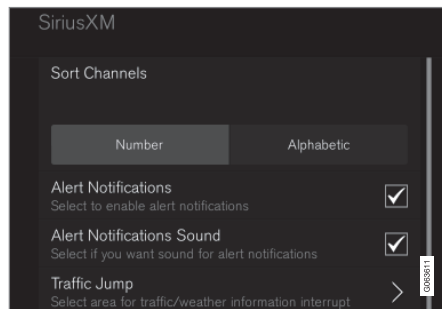 SiriusXM
Sort Channels
Number Alphabetic
Alert Notifications
Select to enable alert notifications
Alert Notifications Sound
Select if you want sound for alert notifications
Traffic Jump
Select area for traffic/weather information interrupt
G063611